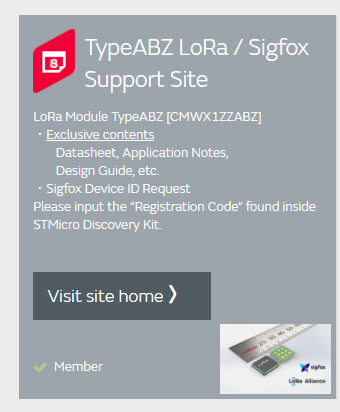 8
TypeABZ LoRa / Sigfox
Support Site
LoRa Module TypeABZ [CMWX1ZZABZ]
・Exclusive contents
Datasheet, Application Notes,
Design Guide, etc.
・Sigfox Device ID Request
Please input the “Registration Code” found inside
STMicro Discovery Kit.
Visit site home ❯
Member
sigfox
LoRa Alliance